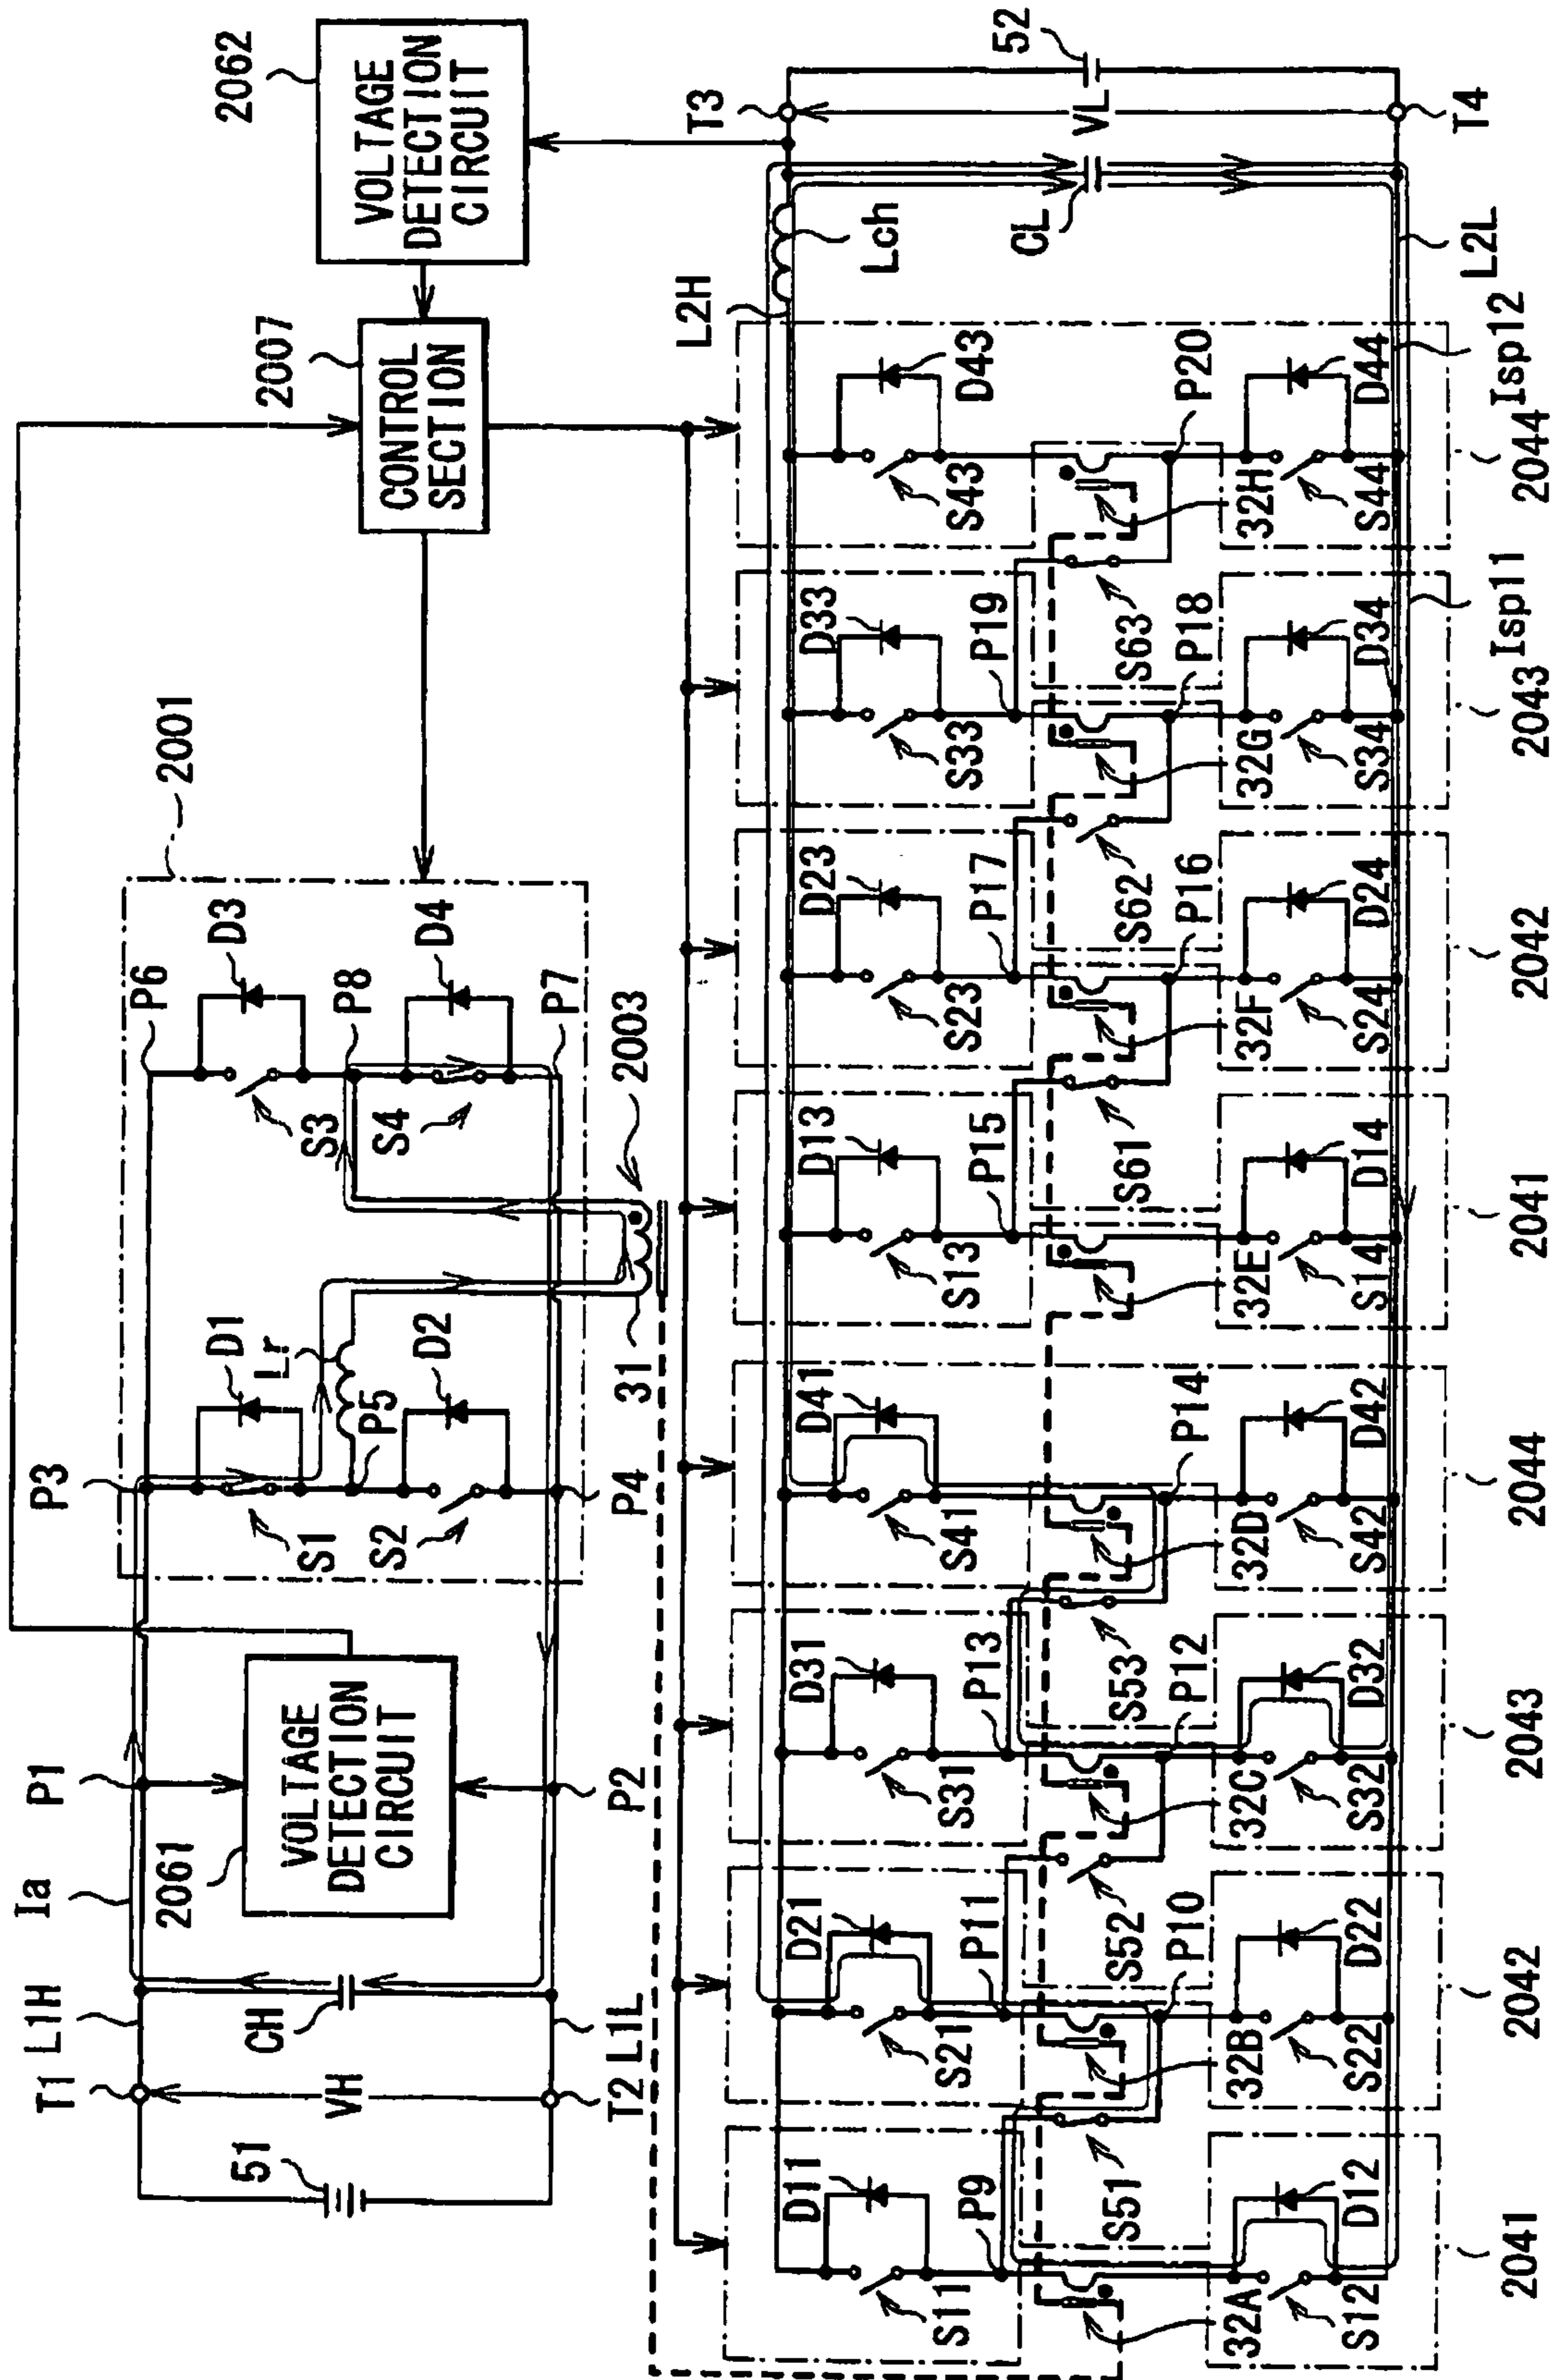 T1
L1H
Ia
P1
P3
P6
51
VH
CH
2061
VOLTAGE
DETECTION
CIRCUIT
T2
L1L
P2
P4
S1
D1
Lr
S2
P5
D2
31
S3
D3
S4
P8
D4
P7
2001
2003
2007
CONTROL
SECTION
2062
VOLTAGE
DETECTION
CIRCUIT
L2H
Lch
T3
52
VL
CL
T4
L2L
D11
D21
D31
D41
D13
D23
D33
D43
S11
S21
S31
S41
S13
S23
S33
S43
P9
P11
P13
P15
P17
P19
S51
S52
S53
S61
S62
S63
P10
P12
P14
P16
P18
P20
32A
32B
32C
32D
32E
32F
32G
32H
S12
D12
S22
D22
S32
D32
S42
D42
S14
D14
S24
D24
S34
D34
S44
D44
2041
2042
2043
2044
2041
2042
2043
2044
Isp11
Isp12